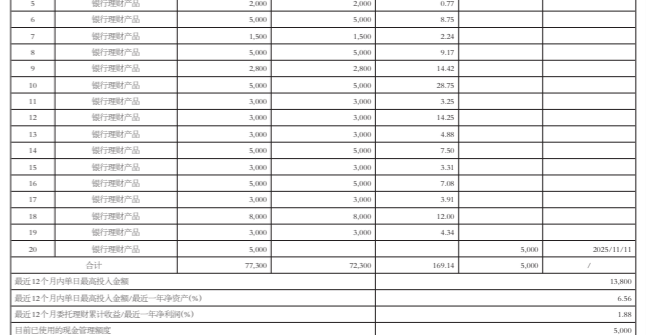 5 银行理财产品 2,000 2,000 0.77
6 银行理财产品 5,000 5,000 8.75
7 银行理财产品 1,500 1,500 2.24
8 银行理财产品 5,000 5,000 9.17
9 银行理财产品 2,800 2,800 14.42
10 银行理财产品 5,000 5,000 28.75
11 银行理财产品 3,000 3,000 3.25
12 银行理财产品 3,000 3,000 14.25
13 银行理财产品 3,000 3,000 4.88
14 银行理财产品 5,000 5,000 7.50
15 银行理财产品 3,000 3,000 3.31
16 银行理财产品 5,000 5,000 7.08
17 银行理财产品 3,000 3,000 3.91
18 银行理财产品 8,000 8,000 12.00
19 银行理财产品 3,000 3,000 4.34
20 银行理财产品 5,000 5,000 2025/11/11
合计 77,300 72,300 169.14 5,000 /
最近12个月内单日最高投入金额 13,800
最近12个月内单日最高投入金额/最近一年净资产(%) 6.56
最近12个月委托理财累计收益/最近一年净利润(%) 1.88
目前已使用的现金管理额度 5,000